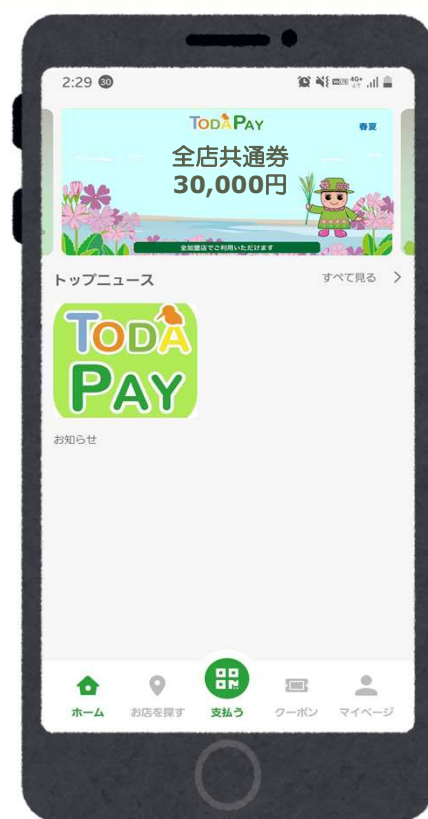 2:29 30
4G+
TODAPAY
春夏
全店共通券
30,000円
全加盟店でご利用いただけます
トップニュース
すべて見る >
TODA
PAY
お知らせ
ホーム
お店を探す
支払う
クーポン
マイページ